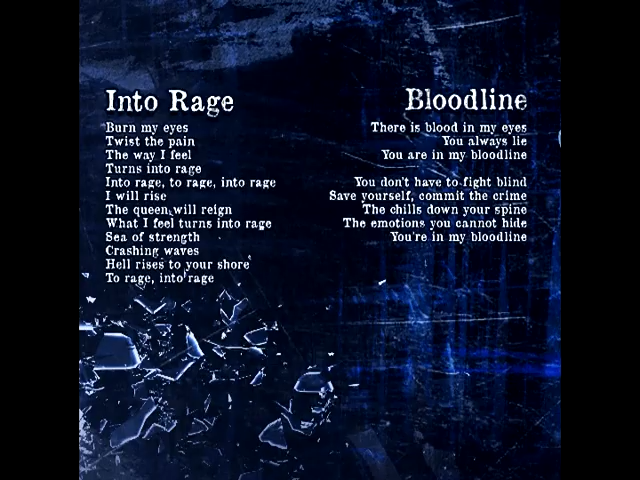 Into Rage
Burn my eyes
Twist the pain
The way I feel
Turns into rage
Into rage, to rage, into rage
I will rise
The queen will reign
What I feel turns into rage
Sea of strength
Crashing waves
Hell rises to your shore
To rage, into rage
Bloodline
There is blood in my eyes
You always lie
You are in my bloodline
You don't have to fight blind
Save yourself, commit the crime
The chills down your spine
The emotions you cannot hide
You're in my bloodline